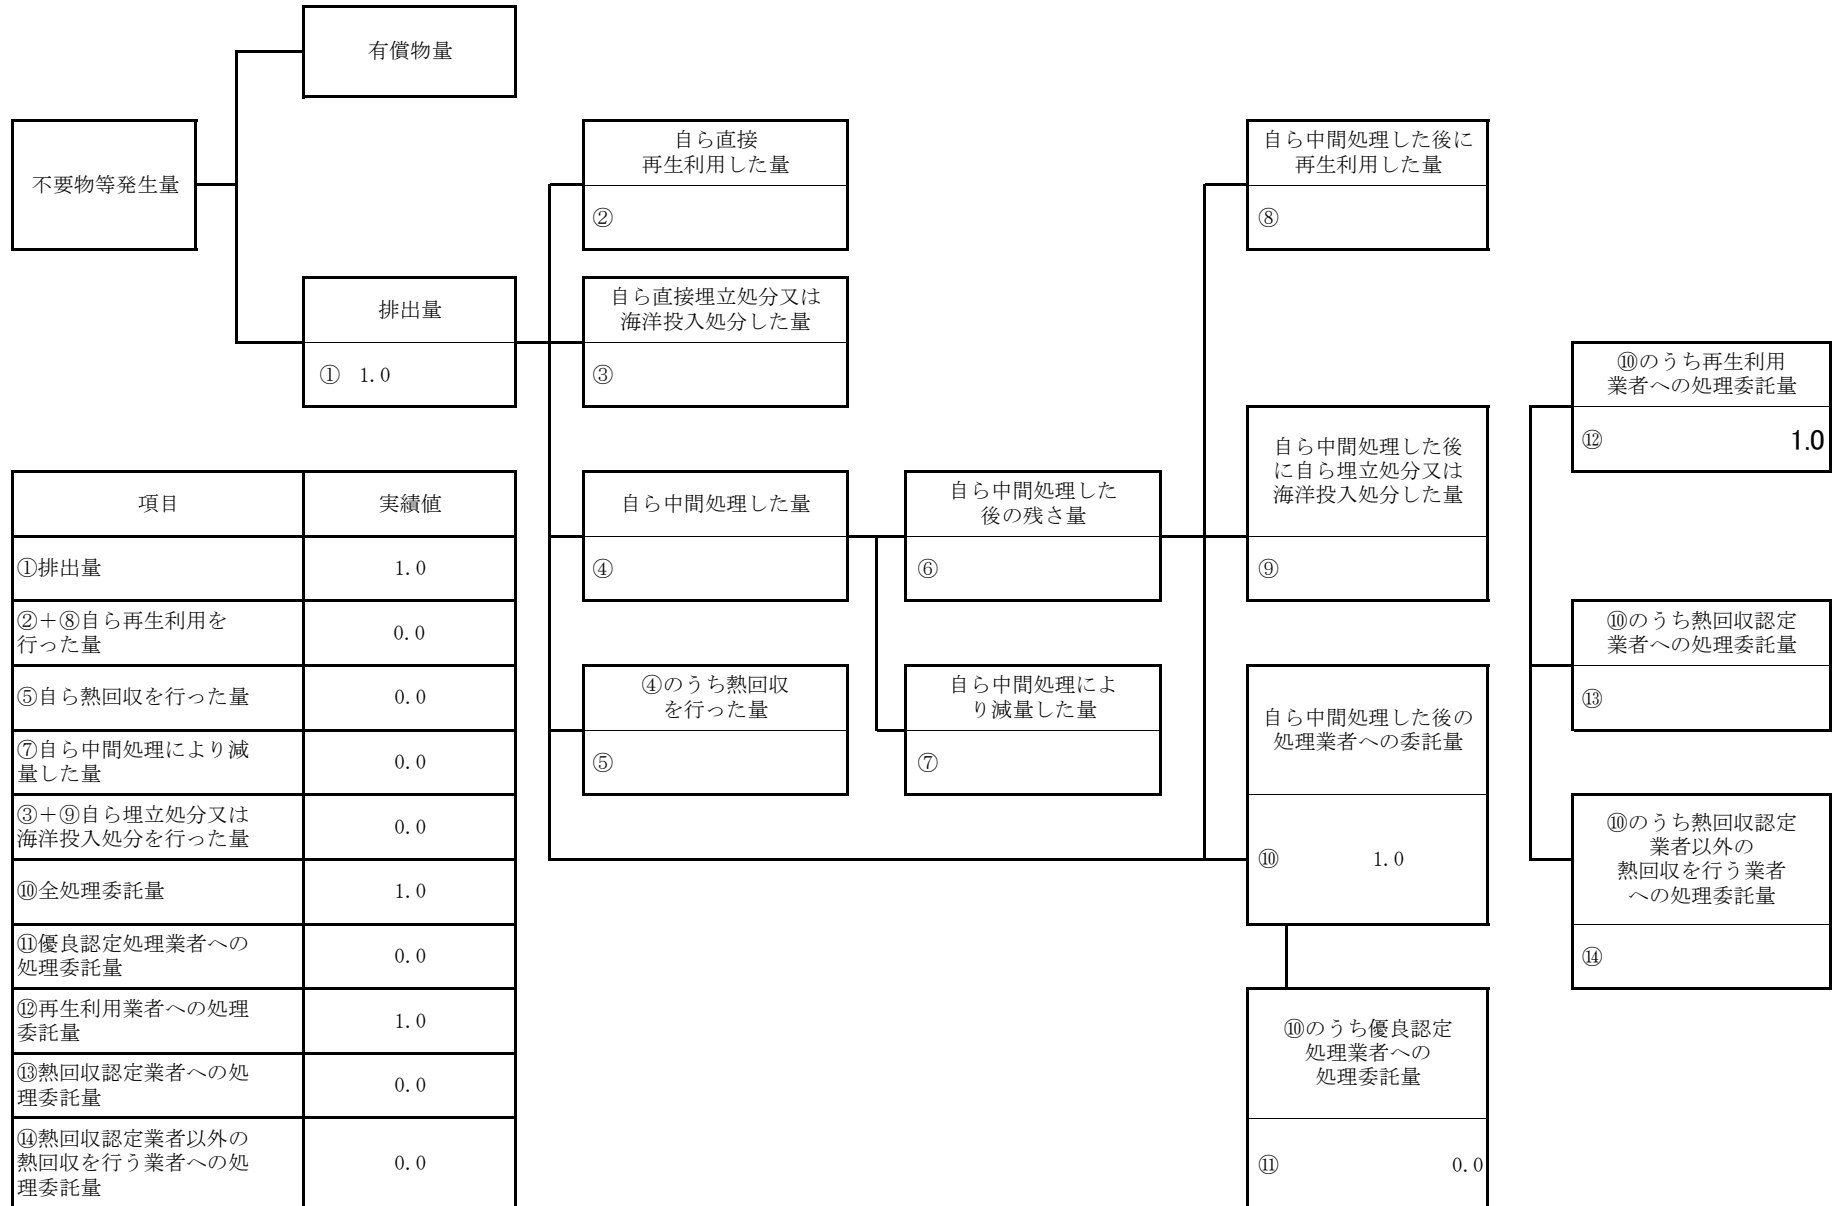 有償物量
不要物等発生量
排出量
① 1.0
自ら直接
再生利用した量
②
自ら直接埋立処分又は
海洋投入処分した量
③
自ら中間処理した量
④
④のうち熱回収
を行った量
⑤
自ら中間処理した
後の残さ量
⑥
自ら中間処理によ
り減量した量
⑦
自ら中間処理した後に
再生利用した量
⑧
自ら中間処理した後
に自ら埋立処分又は
海洋投入処分した量
⑨
自ら中間処理した後の
処理業者への委託量
⑩ 1.0
⑩のうち優良認定
処理業者への
処理委託量
⑪ 0.0
⑩のうち再生利用
業者への処理委託量
⑫ 1.0
⑩のうち熱回収認定
業者への処理委託量
⑬
⑩のうち熱回収認定
業者以外の
熱回収を行う業者
への処理委託量
⑭
項目 実績値
①排出量 1.0
②+⑧自ら再生利用を
行った量 0.0
⑤自ら熱回収を行った量 0.0
⑦自ら中間処理により減
量した量 0.0
③+⑨自ら埋立処分又は
海洋投入処分を行った量 0.0
⑩全処理委託量 1.0
⑪優良認定処理業者への
処理委託量 0.0
⑫再生利用業者への処理
委託量 1.0
⑬熱回収認定業者への処
理委託量 0.0
⑭熱回収認定業者以外の
熱回収を行う業者への処
理委託量 0.0